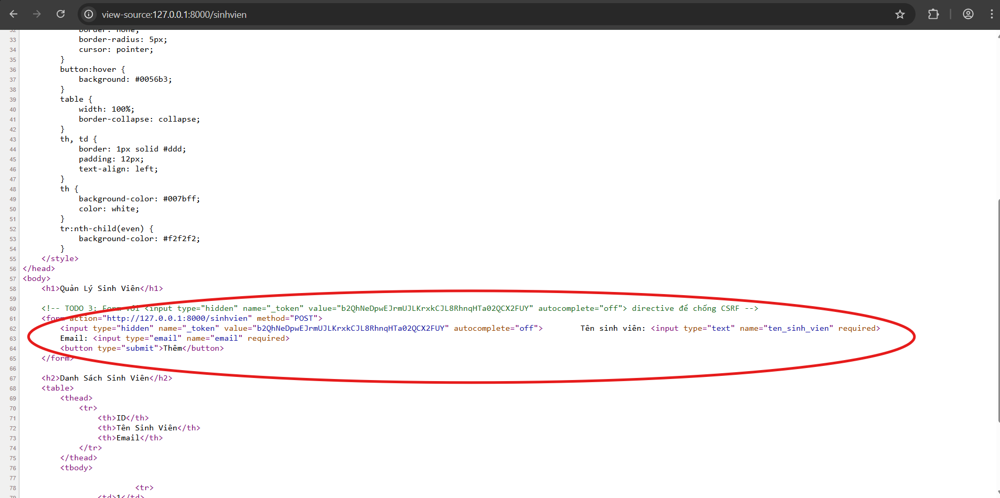 view-source:127.0.0.1:8000/sinhvien
32 border: none;
33 border-radius: 5px;
34 cursor: pointer;
35 }
36 button:hover {
37 background: #0056b3;
38 }
39 table {
40 width: 100%;
41 border-collapse: collapse;
42 }
43 th, td {
44 border: 1px solid #ddd;
45 padding: 12px;
46 text-align: left;
47 }
48 th {
49 background-color: #007bff;
50 color: white;
51 }
52 tr:nth-child(even) {
53 background-color: #f2f2f2;
54 }
55 </style>
56 </head>
57 <body>
58 <h1>Quản Lý Sinh Viên</h1>
59
60 <!-- TODO 3: Form với <input type="hidden" name="_token" value="b2QhNeDpwEJrmUJLKrxkCJL8RhnqHTa02QCX2FUY" autocomplete="off"> directive để chống CSRF -->
61 <form action="http://127.0.0.1:8000/sinhvien" method="POST">
62 <input type="hidden" name="_token" value="b2QhNeDpwEJrmUJLKrxkCJL8RhnqHTa02QCX2FUY" autocomplete="off"> Tên sinh viên: <input type="text" name="ten_sinh_vien" required>
63 Email: <input type="email" name="email" required>
64 <button type="submit">Thêm</button>
65 </form>
66
67 <h2>Danh Sách Sinh Viên</h2>
68 <table>
69 <thead>
70 <tr>
71 <th>ID</th>
72 <th>Tên Sinh Viên</th>
73 <th>Email</th>
74 </tr>
75 </thead>
76 <tbody>
77
78 <tr>
79 <td>1</td>